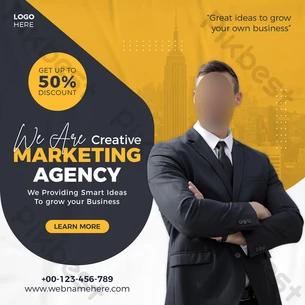 LOGO
HERE
"Great ideas to grow
your own business"
GET UP TO
50%
DISCOUNT
We Are Creative
MARKETING
AGENCY
We Providing Smart Ideas
To grow your Business
LEARN MORE
+00-123-456-789
www.webnamehere.com
pikbest